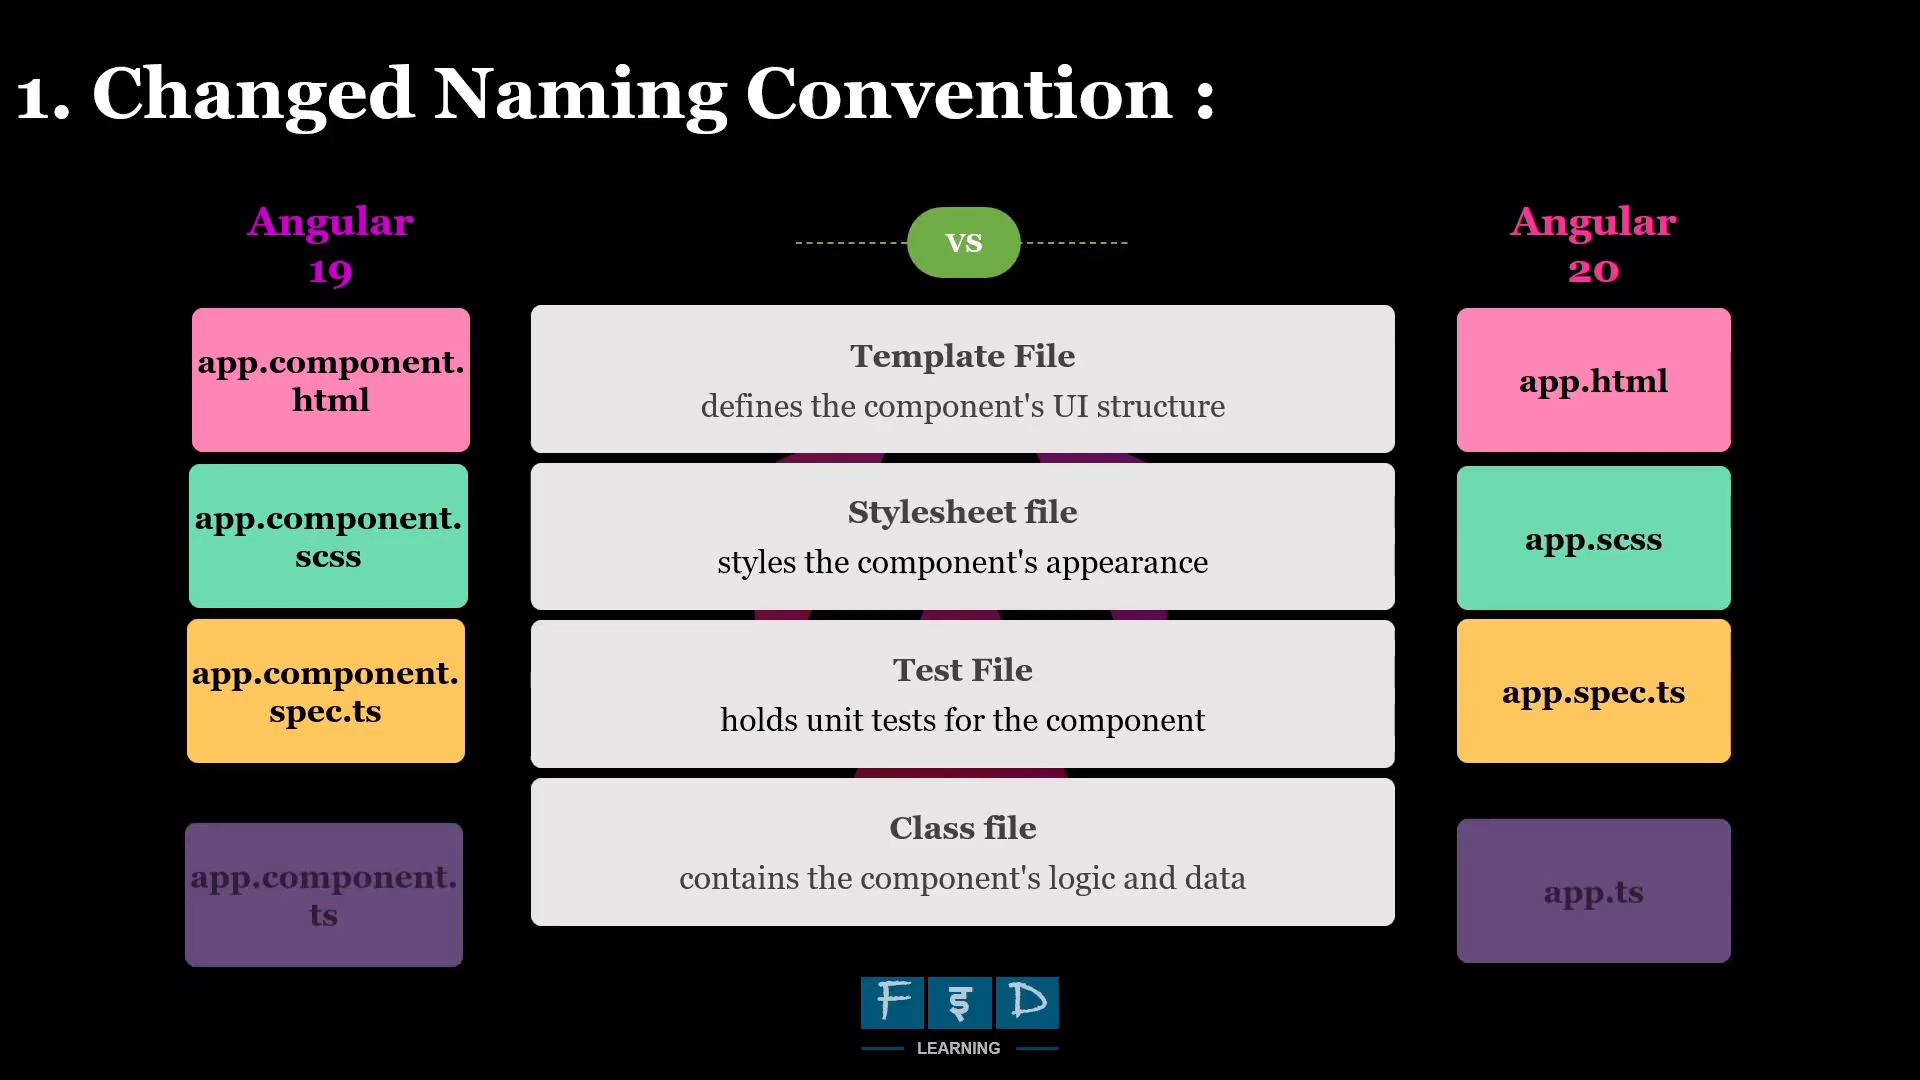 1. Changed Naming Convention :
Angular
19
vs
Angular
20
app.component.
html
Template File
defines the component's UI structure
app.html
app.component.
scss
Stylesheet file
styles the component's appearance
app.scss
app.component.
spec.ts
Test File
holds unit tests for the component
app.spec.ts
app.component.
ts
Class file
contains the component's logic and data
app.ts
F इ D
LEARNING